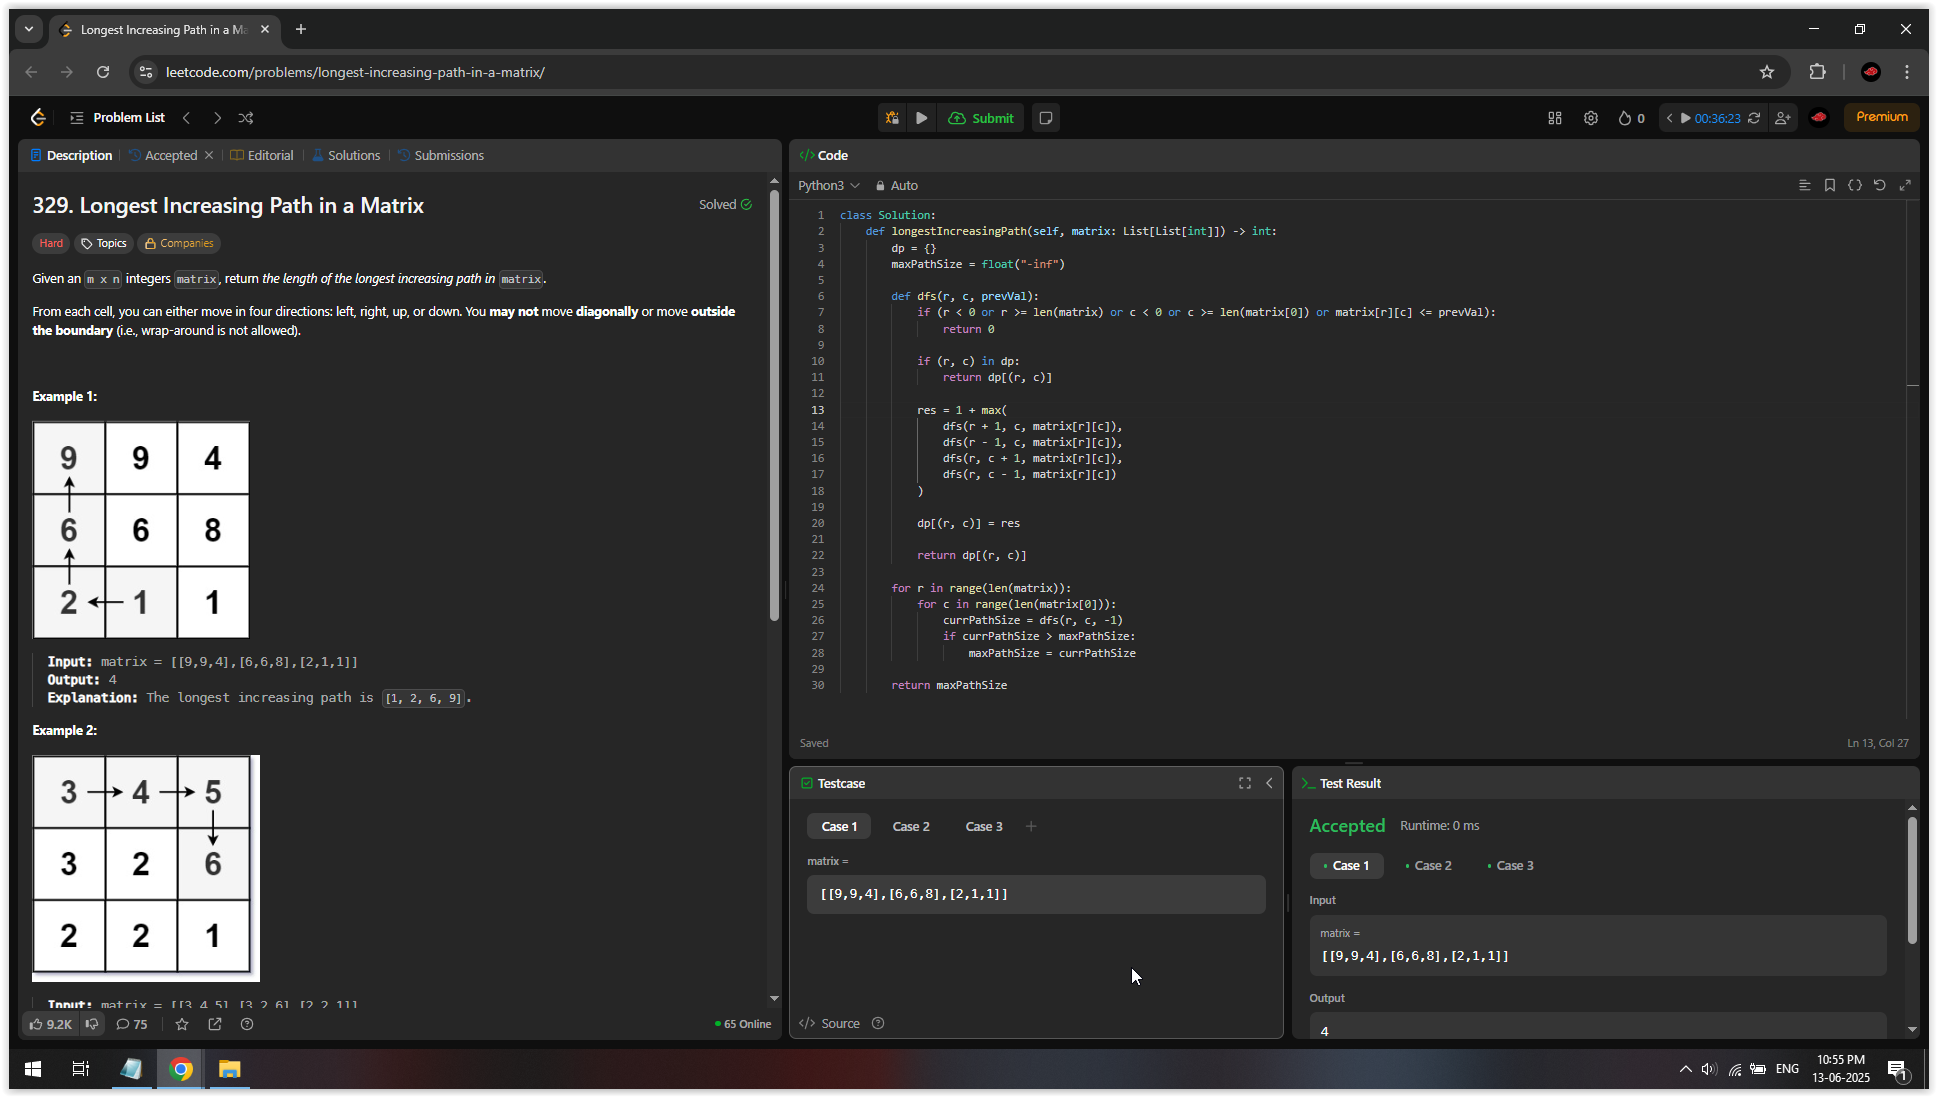 Longest Increasing Path in a Ma
leetcode.com/problems/longest-increasing-path-in-a-matrix/
Problem List
Submit
0
00:36:23
Premium
Description
Accepted
Editorial
Solutions
Submissions
329. Longest Increasing Path in a Matrix
Solved
Hard
Topics
Companies
Given an m x n integers matrix, return the length of the longest increasing path in matrix.
From each cell, you can either move in four directions: left, right, up, or down. You may not move diagonally or move outside
the boundary (i.e., wrap-around is not allowed).
Example 1:
9 9 4
6 6 8
2 1 1
Input: matrix = [[9,9,4],[6,6,8],[2,1,1]]
Output: 4
Explanation: The longest increasing path is [1, 2, 6, 9].
Example 2:
3 4 5
3 2 6
2 2 1
Input: matrix = [[3,4,5],[3,2,6],[2,2,1]]
9.2K
75
65 Online
</> Code
Python3
Auto
1 class Solution:
2 def longestIncreasingPath(self, matrix: List[List[int]]) -> int:
3 dp = {}
4 maxPathSize = float("-inf")
5
6 def dfs(r, c, prevVal):
7 if (r < 0 or r >= len(matrix) or c < 0 or c >= len(matrix[0]) or matrix[r][c] <= prevVal):
8 return 0
9
10 if (r, c) in dp:
11 return dp[(r, c)]
12
13 res = 1 + max(
14 dfs(r + 1, c, matrix[r][c]),
15 dfs(r - 1, c, matrix[r][c]),
16 dfs(r, c + 1, matrix[r][c]),
17 dfs(r, c - 1, matrix[r][c])
18 )
19
20 dp[(r, c)] = res
21
22 return dp[(r, c)]
23
24 for r in range(len(matrix)):
25 for c in range(len(matrix[0])):
26 currPathSize = dfs(r, c, -1)
27 if currPathSize > maxPathSize:
28 maxPathSize = currPathSize
29
30 return maxPathSize
Saved
Ln 13, Col 27
Testcase
Case 1
Case 2
Case 3
matrix =
[[9,9,4],[6,6,8],[2,1,1]]
</> Source
Test Result
Accepted
Runtime: 0 ms
Case 1
Case 2
Case 3
Input
matrix =
[[9,9,4],[6,6,8],[2,1,1]]
Output
4
ENG
10:55 PM
13-06-2025
1